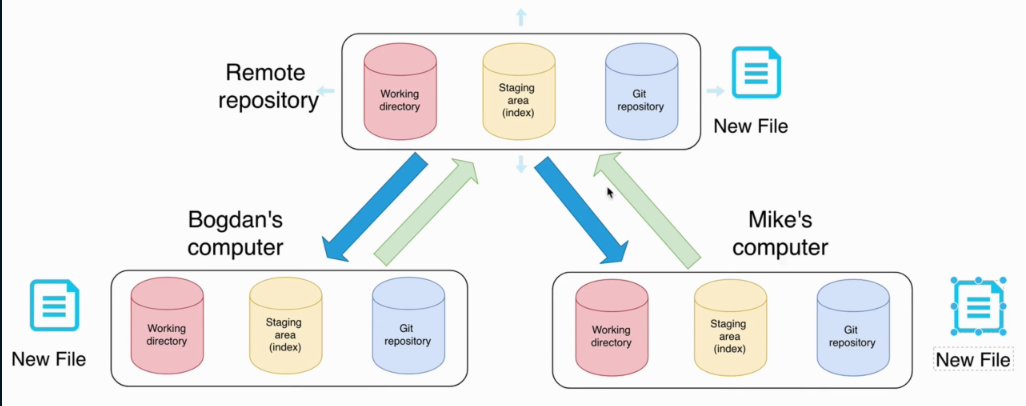 Remote
repository
Working
directory
Staging
area
(index)
Git
repository
New File
Bogdan's
computer
Mike's
computer
New File
Working
directory
Staging
area
(index)
Git
repository
Working
directory
Staging
area
(index)
Git
repository
New File